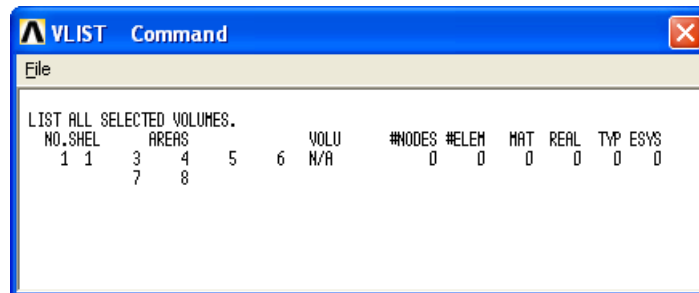 VLIST Command
File
LIST ALL SELECTED VOLUMES.
NO.SHEL AREAS VOLU #NODES #ELEM MAT REAL TYP ESYS
1 1 3 4 5 6 N/A 0 0 0 0 0 0
7 8